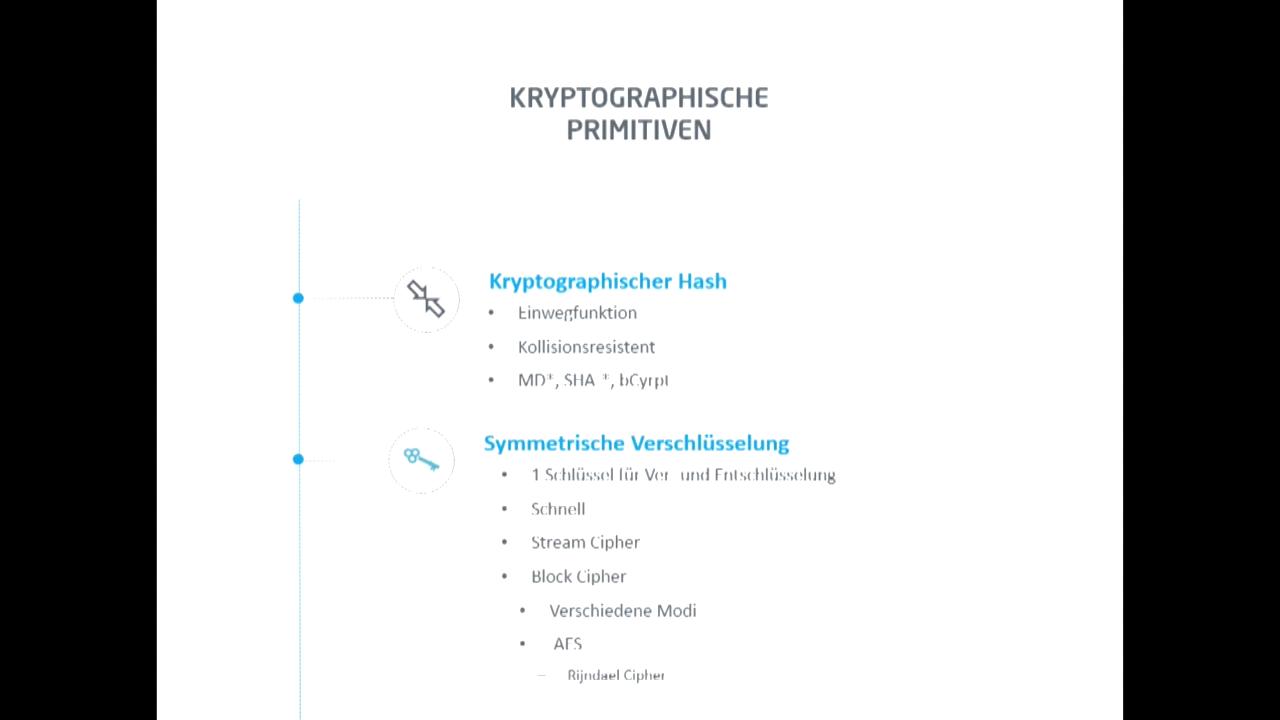 KRYPTOGRAPHISCHE
PRIMITIVEN
Kryptographischer Hash
• Einwegfunktion
• Kollisionsresistent
• MD*, SHA-*, bCyrpt
Symmetrische Verschlüsselung
• 1 Schlüssel für Ver- und Entschlüsselung
• Schnell
• Stream Cipher
• Block Cipher
• Verschiedene Modi
• AES
– Rijndael Cipher